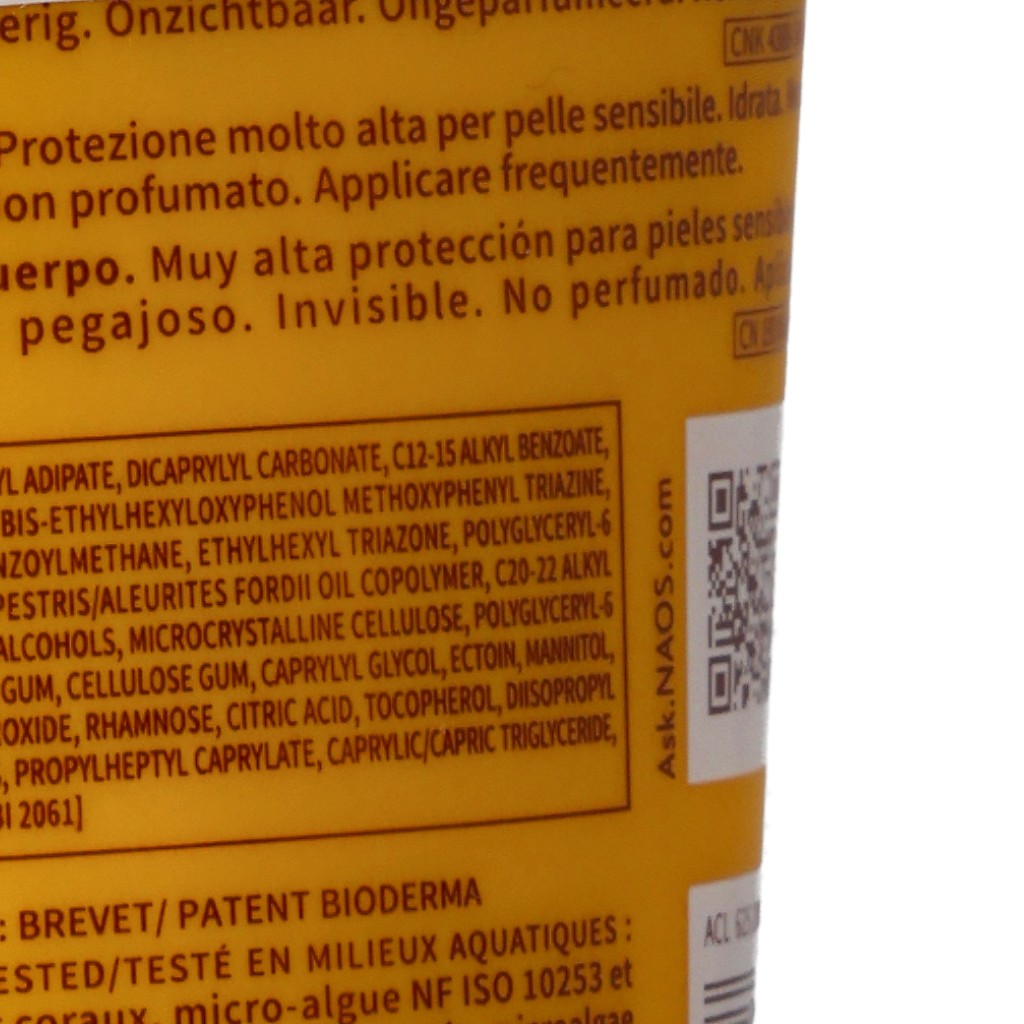 erig. Onzichtbaar.
CNK
Protezione molto alta per pelle sensibile. Idrata.
on profumato. Applicare frequentemente.
uerpo. Muy alta protección para pieles
pegajoso. Invisible. No perfumado.
CN
YL ADIPATE, DICAPRYLYL CARBONATE, C12-15 ALKYL BENZOATE,
BIS-ETHYLHEXYLOXYPHENOL METHOXYPHENYL TRIAZINE,
NZOYLMETHANE, ETHYLHEXYL TRIAZONE, POLYGLYCERYL-6
PESTRIS/ALEURITES FORDII OIL COPOLYMER, C20-22 ALKYL
ALCOHOLS, MICROCRYSTALLINE CELLULOSE, POLYGLYCERYL-6
GUM, CELLULOSE GUM, CAPRYLYL GLYCOL, ECTOIN, MANNITOL,
OXIDE, RHAMNOSE, CITRIC ACID, TOCOPHEROL, DIISOPROPYL
PROPYLHEPTYL CAPRYLATE, CAPRYLIC/CAPRIC TRIGLYCERIDE,
BI 2061]
Ask.NAOS.com
: BREVET/ PATENT BIODERMA
ESTED/TESTÉ EN MILIEUX AQUATIQUES :
coraux, micro-algue NF ISO 10253 et
ACL